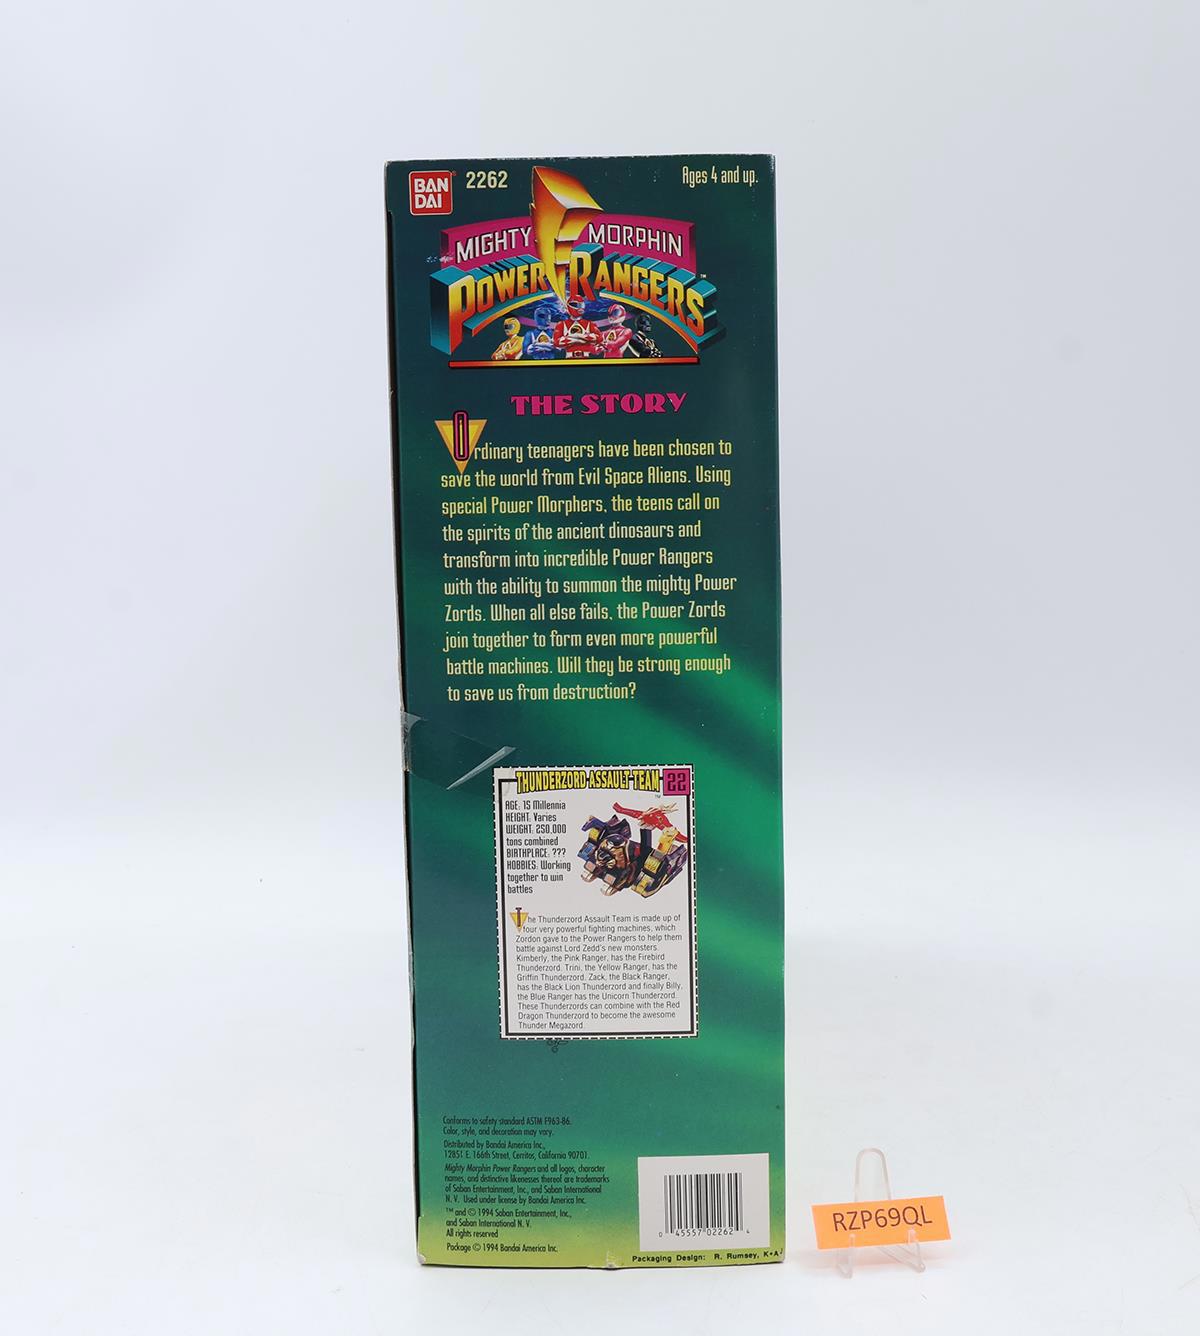 BAN
DAI
2262
Ages 4 and up.
MIGHTY MORPHIN
POWER RANGERS™
THE STORY
Ordinary teenagers have been chosen to
save the world from Evil Space Aliens. Using
special Power Morphers, the teens call on
the spirits of the ancient dinosaurs and
transform into incredible Power Rangers
with the ability to summon the mighty Power
Zords. When all else fails, the Power Zords
join together to form even more powerful
battle machines. Will they be strong enough
to save us from destruction?
THUNDERZORD ASSAULT TEAM™ 22
AGE: 15 Millennia
HEIGHT: Varies
WEIGHT: 250,000
tons combined
BIRTHPLACE: ???
HOBBIES: Working
together to win
battles
The Thunderzord Assault Team is made up of
four very powerful fighting machines, which
Zordon gave to the Power Rangers to help them
battle against Lord Zedd's new monsters.
Kimberly, the Pink Ranger, has the Firebird
Thunderzord. Trini, the Yellow Ranger, has the
Griffin Thunderzord. Zack, the Black Ranger,
has the Black Lion Thunderzord and finally Billy,
the Blue Ranger has the Unicorn Thunderzord.
These Thunderzords can combine with the Red
Dragon Thunderzord to become the awesome
Thunder Megazord.
Conforms to safety standard ASTM F963-86.
Color, style, and decoration may vary.
Distributed by Bandai America Inc.,
12851 E. 166th Street, Cerritos, California 90701.
Mighty Morphin Power Rangers and all logos, character
names, and distinctive likenesses thereof are trademarks
of Saban Entertainment, Inc., and Saban International
N. V. Used under license by Bandai America Inc.
™ and © 1994 Saban Entertainment, Inc.,
and Saban International N. V.
All rights reserved
Package © 1994 Bandai America Inc.
0 45557 02262 4
Packaging Design: R. Rumsey, K+A
RZP69QL